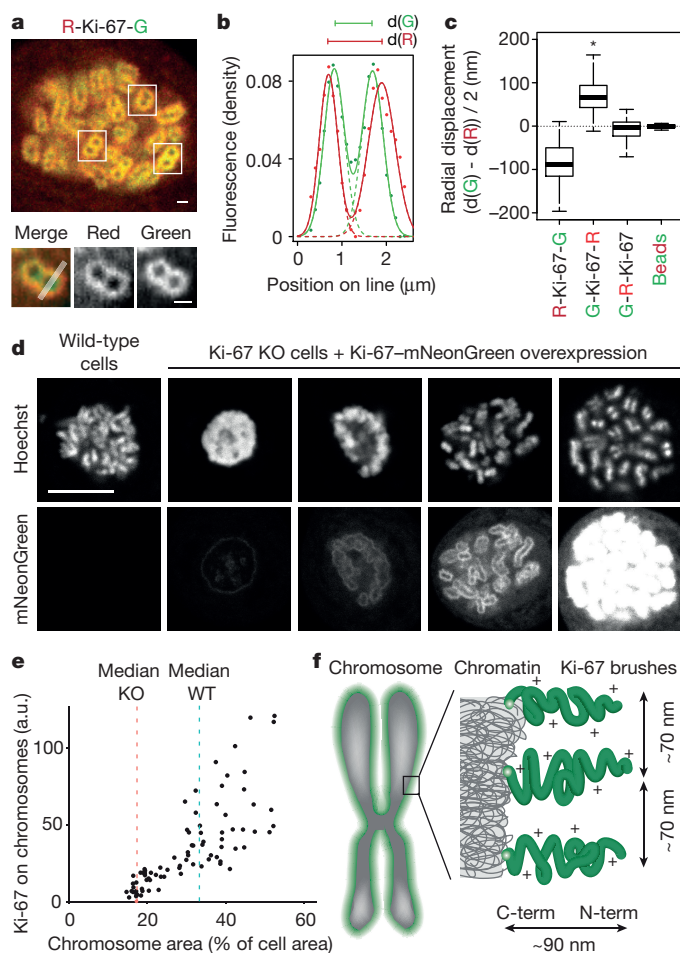 a
R-Ki-67-G
Merge Red Green
b
d(G)
d(R)
Fluorescence (density)
0.08
0.04
0
0 1 2
Position on line (μm)
c
Radial displacement
(d(G) - d(R)) / 2 (nm)
200
100
0
−100
−200
*
R-Ki-67-G
G-Ki-67-R
G-R-Ki-67
Beads
d
Wild-type
cells
Ki-67 KO cells + Ki-67–mNeonGreen overexpression
Hoechst
mNeonGreen
e
Median
KO
Median
WT
Ki-67 on chromosomes (a.u.)
100
50
0
0 20 40 60
Chromosome area (% of cell area)
f
Chromosome
Chromatin
Ki-67 brushes
+ + +
+ + +
+ +
+ + +
+ +
~70 nm
~70 nm
C-term N-term
~90 nm